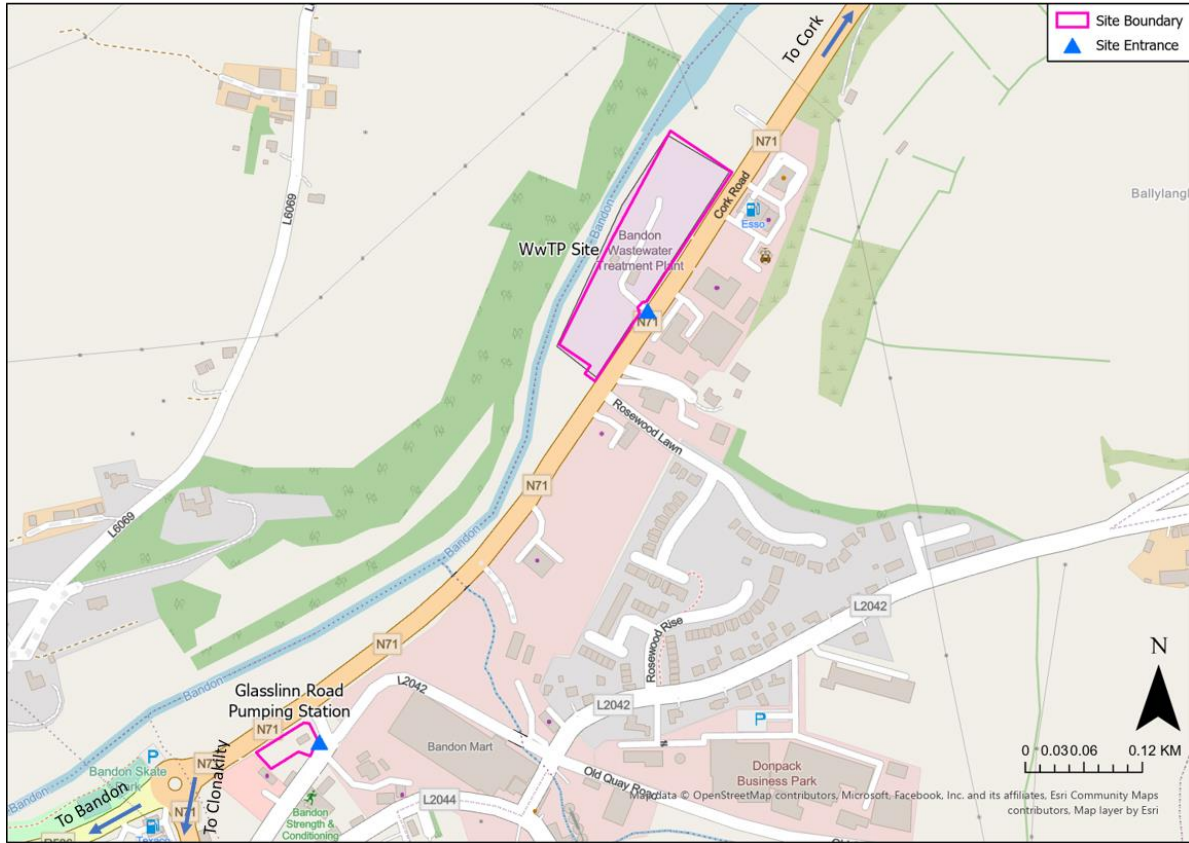 Site Boundary
Site Entrance
To Cork
N71
Cork Road
Esso
Ballylangl
L6069
WwTP Site
Bandon
Bandon
Wastewater
Treatment Plant
N71
Rosewood Lawn
N71
L6069
Bandon
L2042
Rosewood Rise
N71
Bandon
Glasslinn Road
Pumping Station
L2042
N71
L2042
Bandon Mart
P
N
0 0.03 0.06 0.12 KM
P
Bandon Skate
N71
Donpack
Business Park
Old Quay Road
Map data © OpenStreetMap contributors, Microsoft, Facebook, Inc. and its affiliates, Esri Community Maps
contributors, Map layer by Esri
To Bandon
N71
To Clonakilty
Bandon
Strength &
Conditioning
L2044